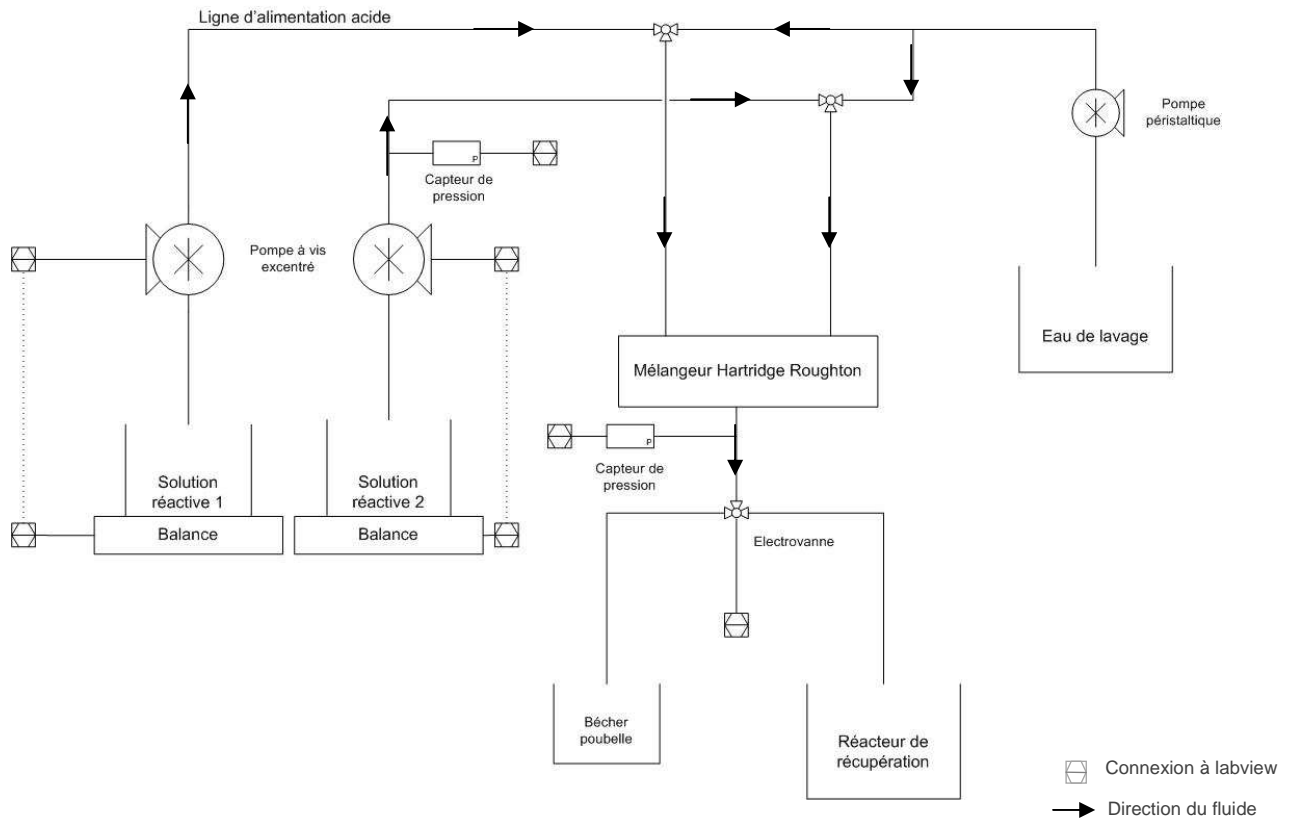 Ligne d'alimentation acide
Pompe
péristaltique
P
Capteur de
pression
Pompe à vis
excentré
Eau de lavage
Mélangeur Hartridge Roughton
P
Capteur de
pression
Solution
réactive 1
Solution
réactive 2
Balance
Balance
Electrovanne
Bécher
poubelle
Réacteur de
récupération
Connexion à labview
Direction du fluide